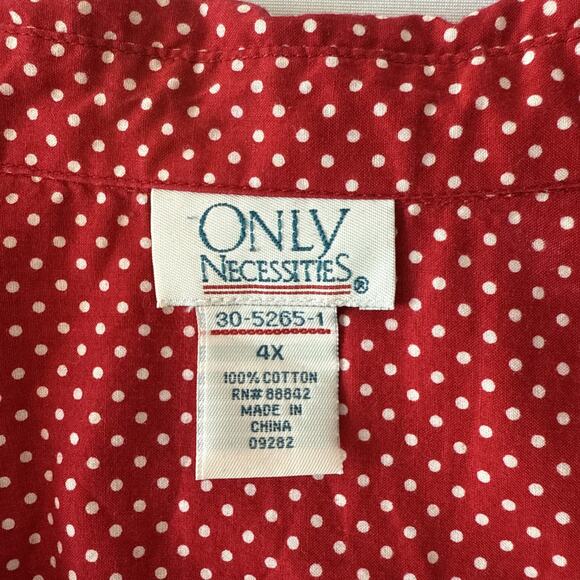 ONLY
NECESSITIES®
30-5265-1
4X
100% COTTON
RN# 88842
MADE IN
CHINA
09282